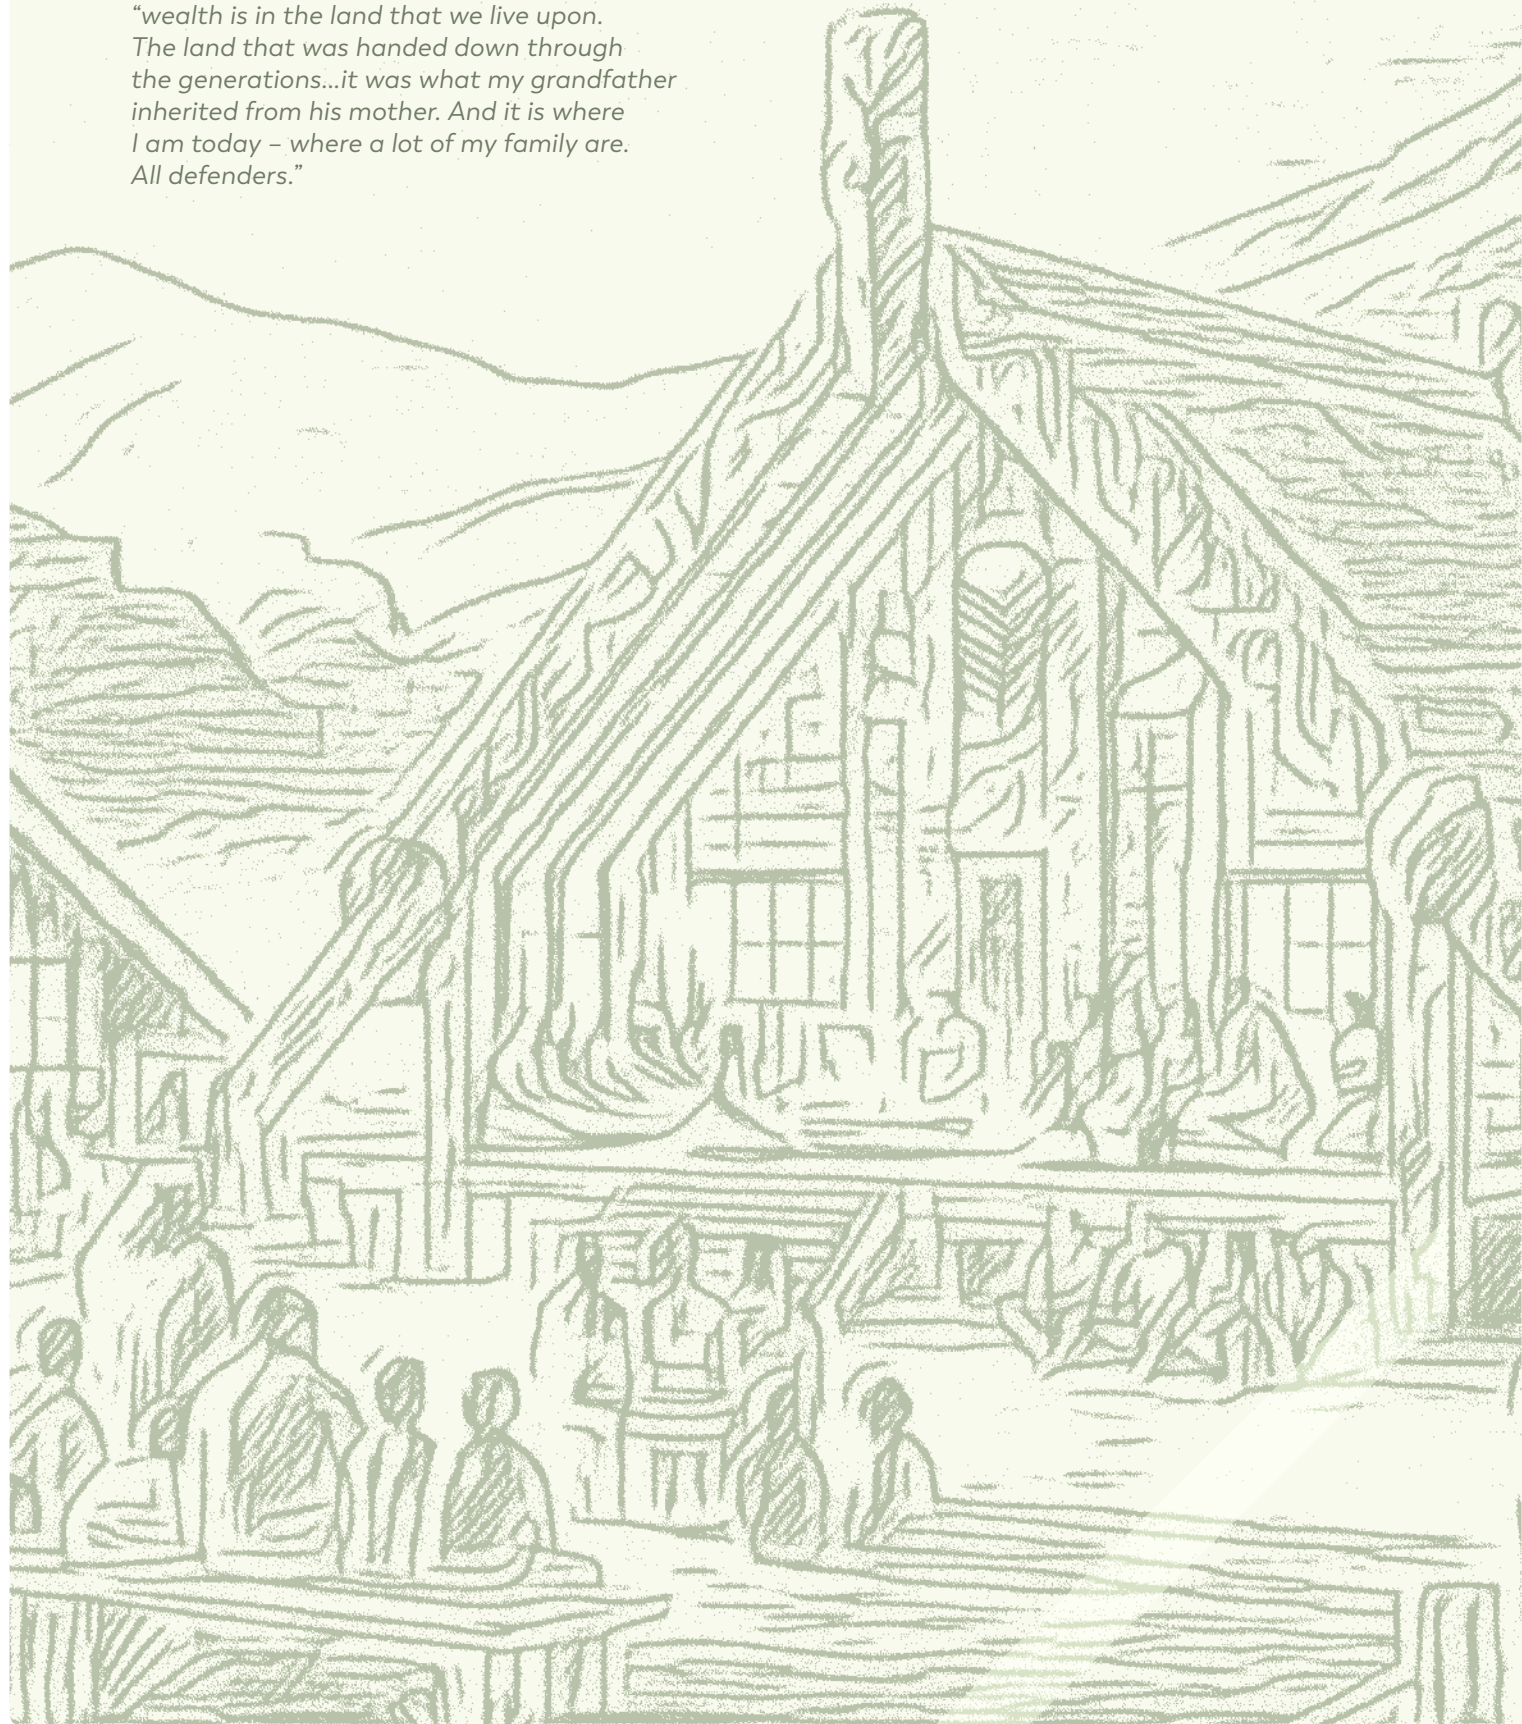 “wealth is in the land that we live upon.
The land that was handed down through
the generations...it was what my grandfather
inherited from his mother. And it is where
I am today – where a lot of my family are.
All defenders.”